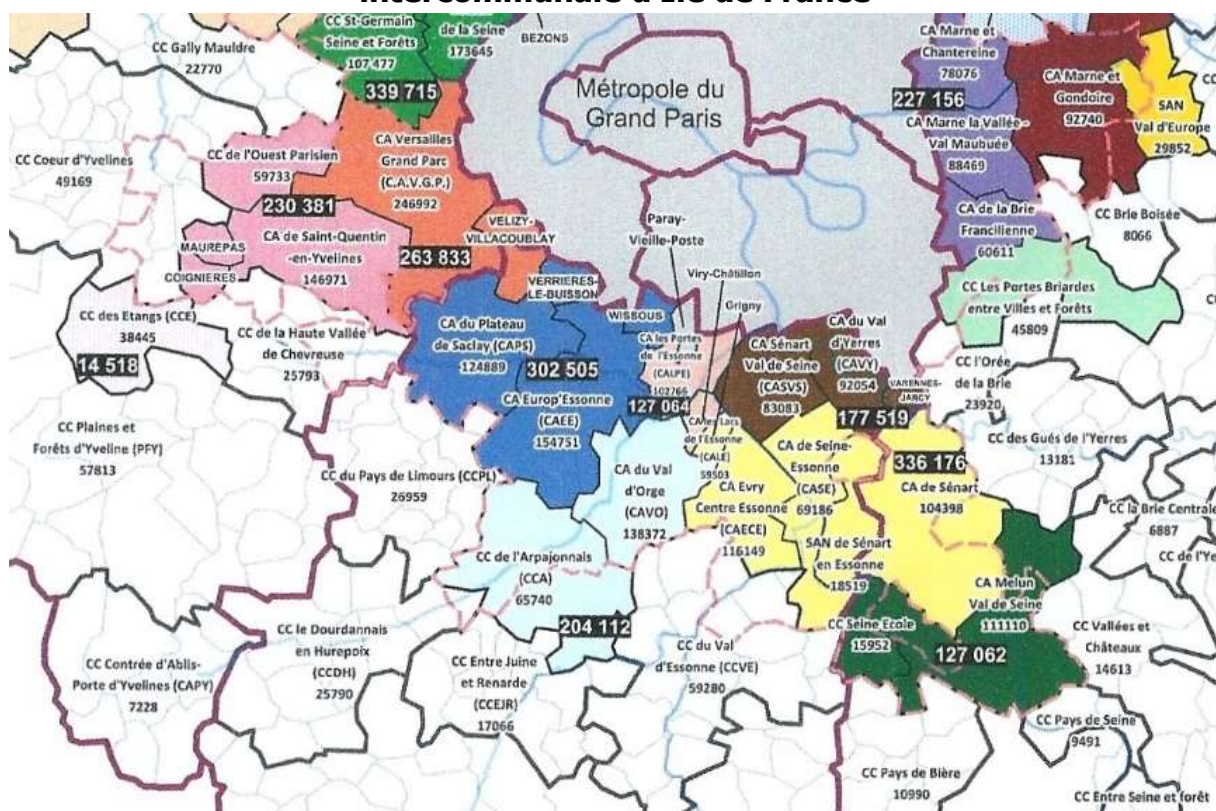 Intercommunale d'Ile de France
CC St-Germain
Seine et Forêts
107 477
de la Seine
173645
BEZONS
CC Gally Mauldre
22770
339 715
Métropole du
Grand Paris
CA Marne et
Chantereine
78076
227 156
CA Marne et
Gondoire
92740
SAN
Val d'Europe
29852
CA Marne la Vallée -
Val Maubuée
88469
CC Coeur d'Yvelines
49169
CC de l'Ouest Parisien
59733
CA Versailles
Grand Parc
(C.A.V.G.P.)
246992
230 381
MAUREPAS
COIGNIERES
CA de Saint-Quentin
-en-Yvelines
146971
263 833
VELIZY-
VILLACOUBLAY
Paray-
Vieille-Poste
Viry-Châtillon
Grigny
CA de la Brie
Francilienne
60611
CC Brie Boisée
8066
CC Les Portes Briardes
entre Villes et Forêts
45809
VERRIERES-
LE-BUISSON
WISSOUS
CC des Etangs (CCE)
38445
14 518
CC de la Haute Vallée
de Chevreuse
25793
CA du Plateau
de Saclay (CAPS)
124889
302 505
CA Europ'Essonne
(CAEE)
154751
CA les Portes
de l'Essonne
(CALPE)
102766
127 064
CA Sénart
Val de Seine
(CASVS)
83083
CA du Val
d'Yerres
(CAVY)
92054
VARENNES-
JARCY
177 519
CC l'Orée
de la Brie
23920
CC des Gués de l'Yerres
13181
CC Plaines et
Forêts d'Yveline (PFY)
57813
CC du Pays de Limours (CCPL)
26959
CA les Lacs
de l'Essonne
(CALE)
59503
CA du Val
d'Orge
(CAVO)
138372
CA Evry
Centre Essonne
(CAECE)
116149
CA de Seine-
Essonne
(CASE)
69186
336 176
CA de Sénart
104398
SAN de Sénart
en Essonne
18519
CC la Brie Centrale
6887
CC de l'Ye
CC de l'Arpajonnais
(CCA)
65740
204 112
CA Melun
Val de Seine
111110
CC Seine Ecole
15952
127 062
CC Vallées et
Châteaux
14613
CC Contrée d'Ablis-
Porte d'Yvelines (CAPY)
7228
CC le Dourdannais
en Hurepoix
(CCDH)
25790
CC Entre Juine
et Renarde
(CCEJR)
17066
CC du Val
d'Essonne (CCVE)
59280
CC Pays de Seine
9491
CC Pays de Bière
10990
CC Entre Seine et forêt